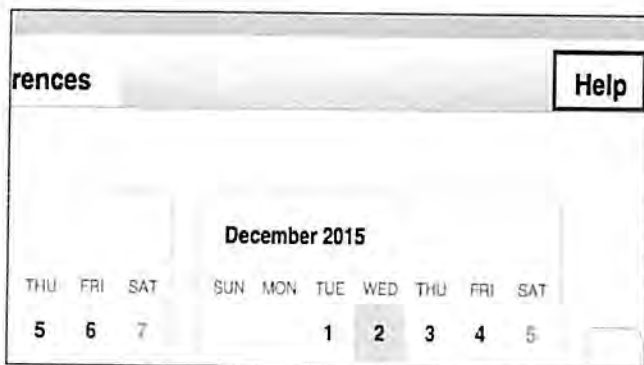 rences Help
December 2015
THU FRI SAT SUN MON TUE WED THU FRI SAT
5 6 7 1 2 3 4 5